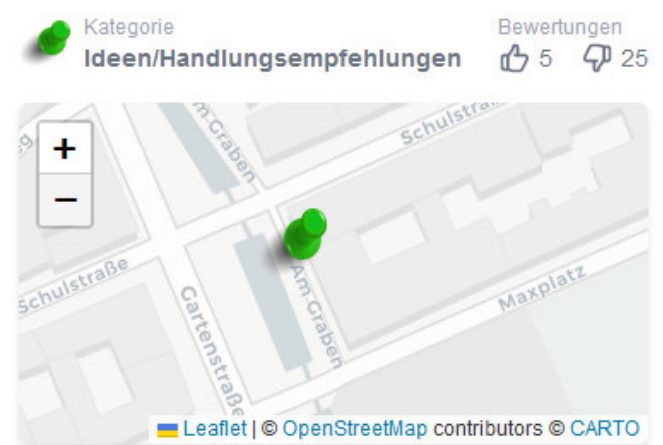 Kategorie
Bewertungen
Ideen/Handlungsempfehlungen
5
25
+
−
Am Graben
Schulstraße
Schulstraße
Am Graben
Gartenstraße
Maxplatz
Leaflet | © OpenStreetMap contributors © CARTO